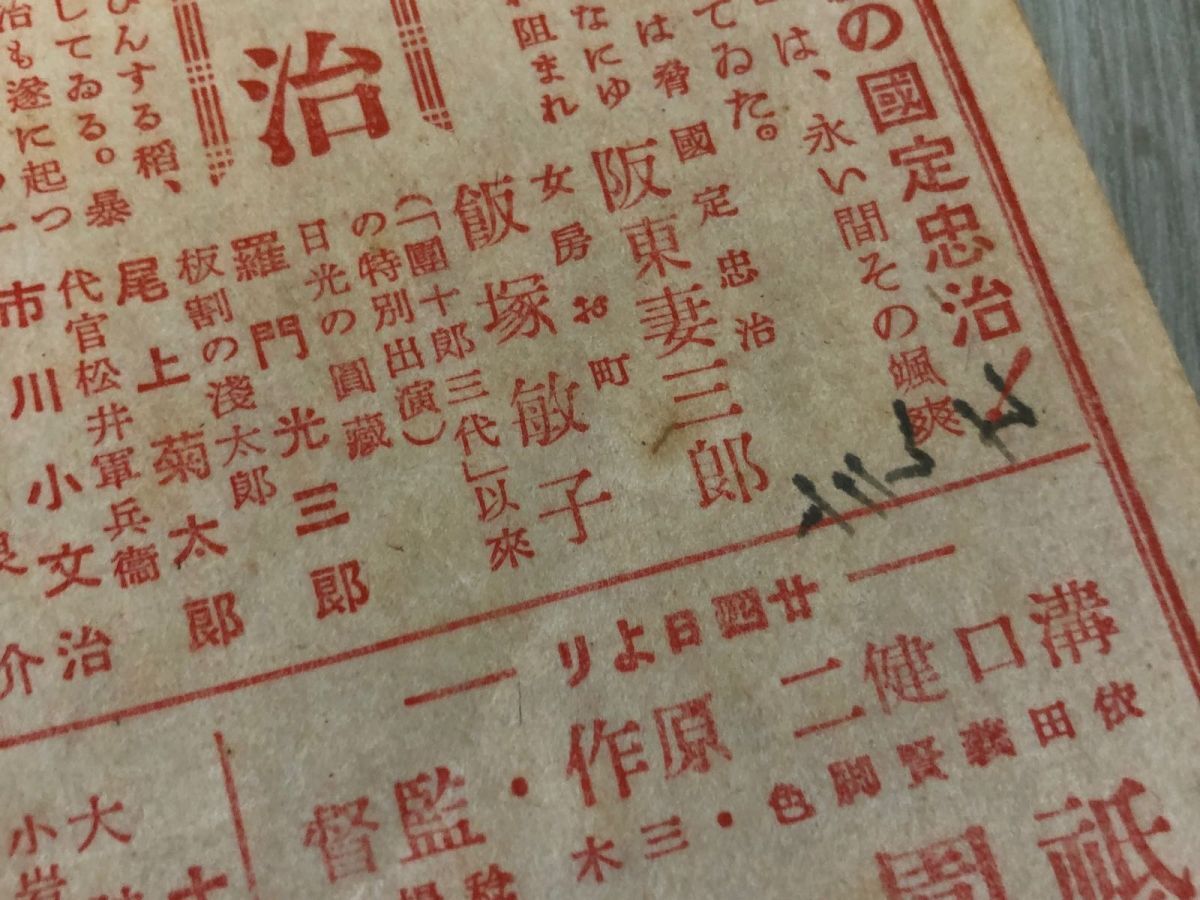 の國定忠治!
は、永い間その颯爽
てゐた。
は脅
なにゆ
阻まれ
國定忠治
阪東妻三郎
女房お町
飯塚敏子
(「團十郎三代」以來
の特別出演)
日光の圓藏
羅門光三郎
板割の淺太郎
尾上菊太郎
代官松井軍兵衞
市川小文治
介
治
びんする稻、
してゐる。暴
治も遂に起つ
廿四日より
溝口健二原作・監督
依田義賢脚色・三木
祇
園
大
小